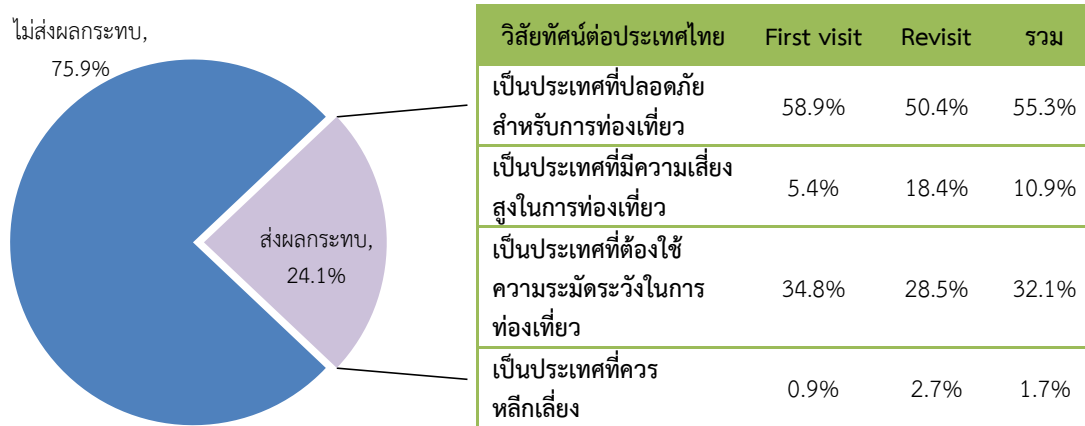 ไม่ส่งผลกระทบ,
75.9%
ส่งผลกระทบ,
24.1%
วิสัยทัศน์ต่อประเทศไทย First visit Revisit รวม
เป็นประเทศที่ปลอดภัย
สำหรับการท่องเที่ยว 58.9% 50.4% 55.3%
เป็นประเทศที่มีความเสี่ยง
สูงในการท่องเที่ยว 5.4% 18.4% 10.9%
เป็นประเทศที่ต้องใช้
ความระมัดระวังในการ 34.8% 28.5% 32.1%
ท่องเที่ยว
เป็นประเทศที่ควร
หลีกเลี่ยง 0.9% 2.7% 1.7%